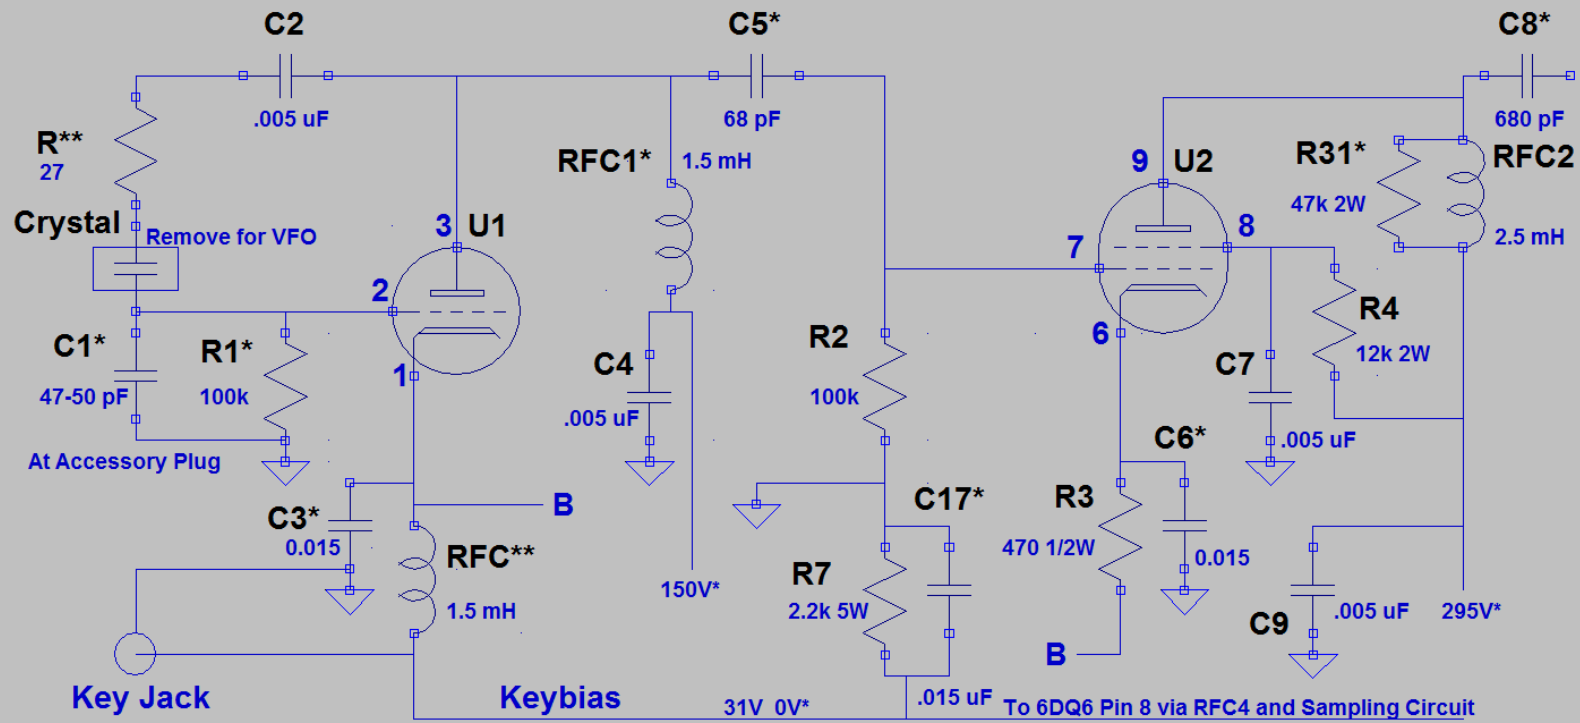 C2
.005 uF
C5*
68 pF
C8*
680 pF
R**
27
RFC1*
1.5 mH
R31*
47k 2W
RFC2
2.5 mH
9
U2
8
7
6
Crystal
Remove for VFO
3
U1
2
1
C1*
47-50 pF
R1*
100k
At Accessory Plug
C4
.005 uF
R2
100k
C7
.005 uF
R4
12k 2W
C3*
0.015
B
RFC**
1.5 mH
150V*
C17*
.015 uF
R7
2.2k 5W
R3
470 1/2W
C6*
0.015
B
C9
.005 uF
295V*
Key Jack
Keybias
31V 0V*
To 6DQ6 Pin 8 via RFC4 and Sampling Circuit